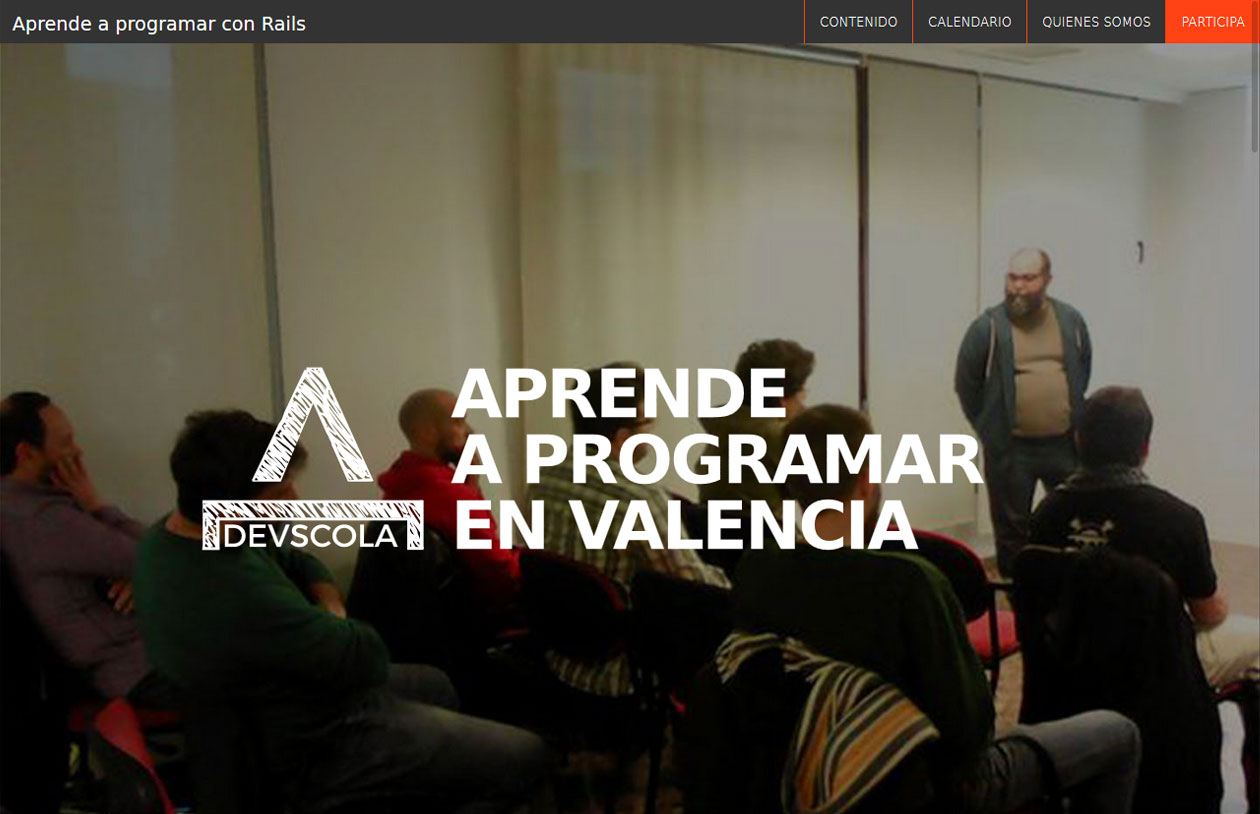 Aprende a programar con Rails
CONTENIDO
CALENDARIO
QUIENES SOMOS
PARTICIPA
APRENDE
A PROGRAMAR
EN VALENCIA
DEVSCOLA